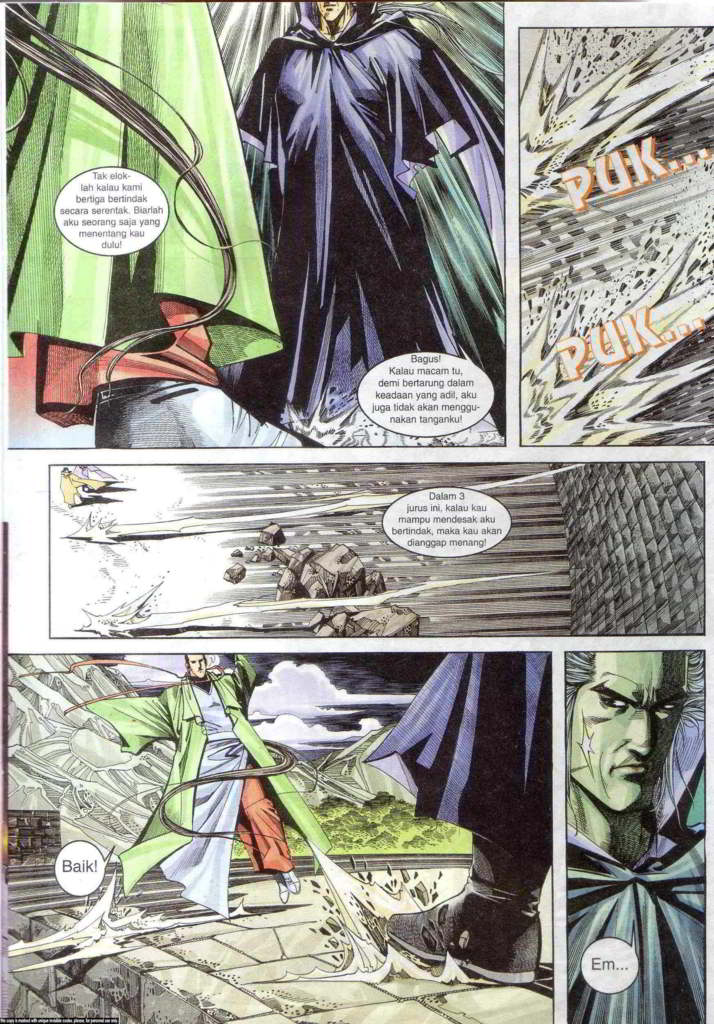 Tak elok-
lah kalau kami
bertiga bertindak
secara serentak. Biarlah
aku seorang saja yang
menentang kau
dulu!
Bagus!
Kalau macam tu,
demi bertarung dalam
keadaan yang adil, aku
juga tidak akan menggu-
nakan tanganku!
PUK...
PUK...
Dalam 3
jurus ini, kalau kau
mampu mendesak aku
bertindak, maka kau akan
dianggap menang!
Baik!
Em...